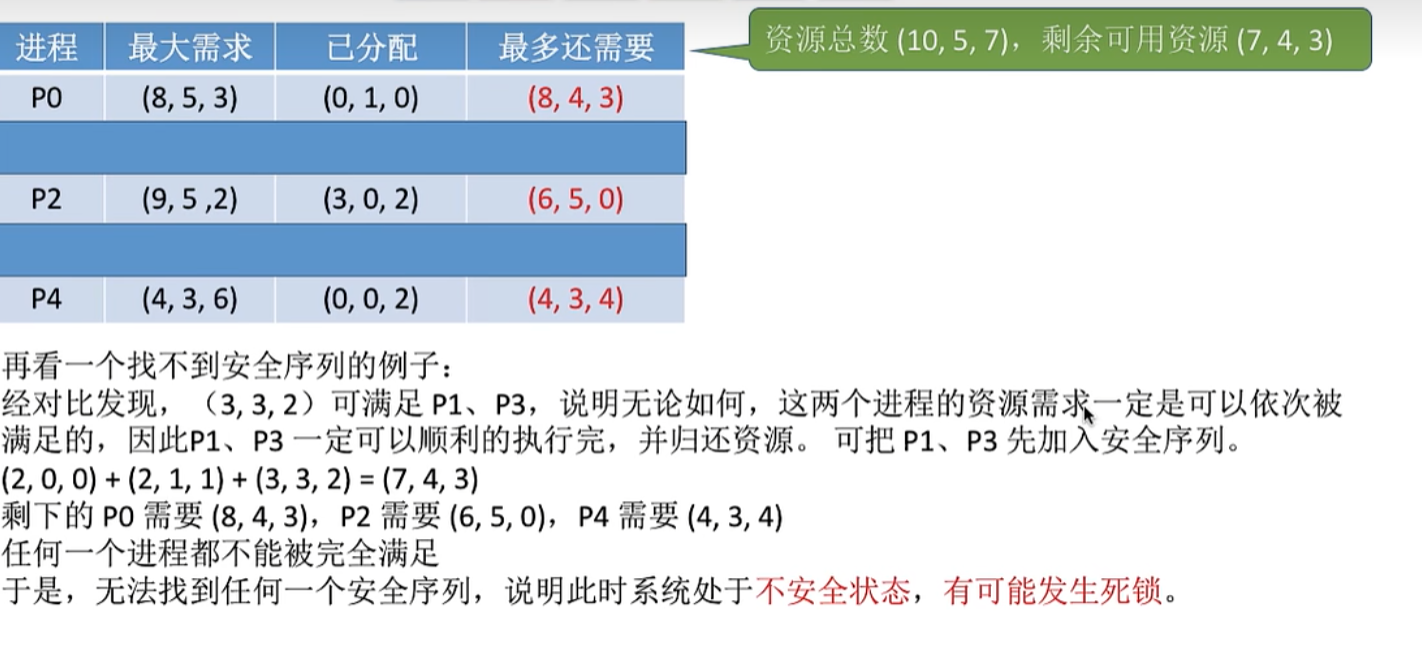 进程 最大需求 已分配 最多还需要
资源总数 (10, 5, 7)，剩余可用资源 (7, 4, 3)
P0 (8, 5, 3) (0, 1, 0) (8, 4, 3)
P2 (9, 5 ,2) (3, 0, 2) (6, 5, 0)
P4 (4, 3, 6) (0, 0, 2) (4, 3, 4)
再看一个找不到安全序列的例子：
经对比发现，（3, 3, 2）可满足 P1、P3，说明无论如何，这两个进程的资源需求一定是可以依次被
满足的，因此P1、P3 一定可以顺利的执行完，并归还资源。 可把 P1、P3 先加入安全序列。
(2, 0, 0) + (2, 1, 1) + (3, 3, 2) = (7, 4, 3)
剩下的 P0 需要 (8, 4, 3)，P2 需要 (6, 5, 0)，P4 需要 (4, 3, 4)
任何一个进程都不能被完全满足
于是，无法找到任何一个安全序列，说明此时系统处于不安全状态，有可能发生死锁。